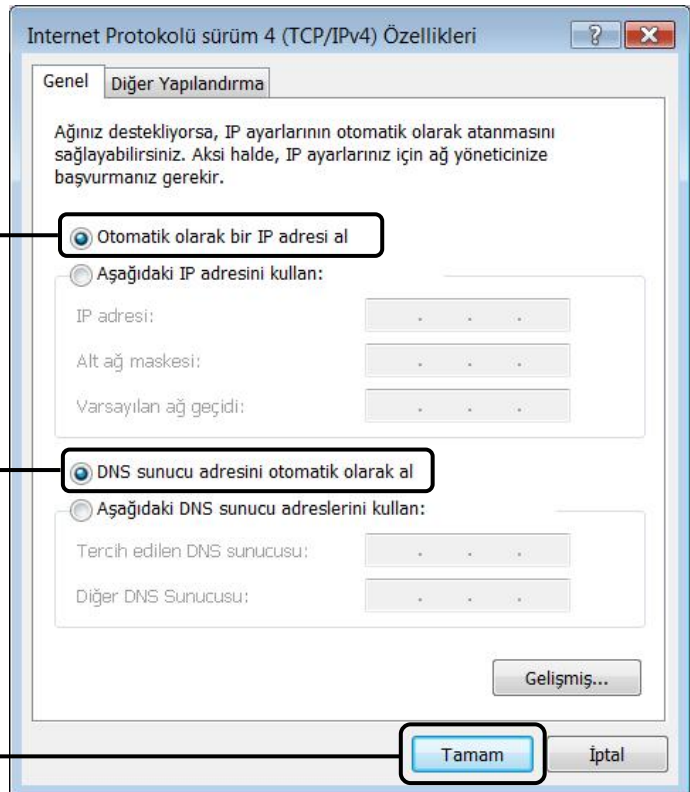 Internet Protokolü sürüm 4 (TCP/IPv4) Özellikleri
Genel
Diğer Yapılandırma
Ağınız destekliyorsa, IP ayarlarının otomatik olarak atanmasını
sağlayabilirsiniz. Aksi halde, IP ayarlarınız için ağ yöneticinize
başvurmanız gerekir.
Otomatik olarak bir IP adresi al
Aşağıdaki IP adresini kullan:
IP adresi:
Alt ağ maskesi:
Varsayılan ağ geçidi:
DNS sunucu adresini otomatik olarak al
Aşağıdaki DNS sunucu adreslerini kullan:
Tercih edilen DNS sunucusu:
Diğer DNS Sunucusu:
Gelişmiş...
Tamam
İptal